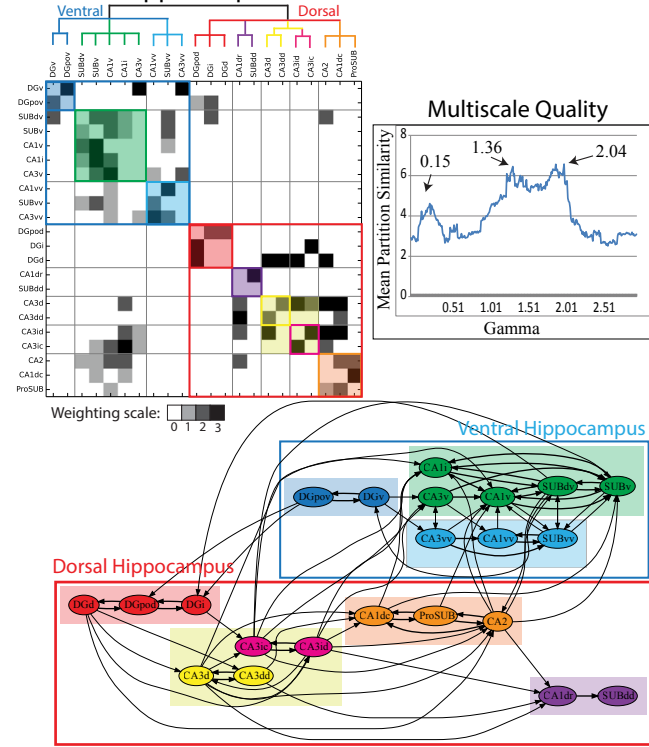 Ventral
Dorsal
DGv
DGpov
SUBdv
SUBv
CA1v
CA1i
CA3v
CA1vv
SUBvv
CA3vv
DGpod
DGi
DGd
CA1dr
SUBdd
CA3d
CA3dd
CA3id
CA3ic
CA2
CA1dc
ProSUB
DGv
DGpov
SUBdv
SUBv
CA1v
CA1i
CA3v
CA1vv
SUBvv
CA3vv
DGpod
DGi
DGd
CA1dr
SUBdd
CA3d
CA3dd
CA3id
CA3ic
CA2
CA1dc
ProSUB
Weighting scale:
0 1 2 3
Multiscale Quality
Mean Partition Similarity
8
6
4
2
0
0.15
1.36
2.04
0.51 1.01 1.51 2.01 2.51
Gamma
Ventral Hippocampus
CA1i
SUBdv
SUBv
DGpov
DGv
CA3v
CA1v
CA3vv
CA1vv
SUBvv
Dorsal Hippocampus
DGd
DGpod
DGi
CA1dc
ProSUB
CA2
CA3ic
CA3id
CA3d
CA3dd
CA1dr
SUBdd